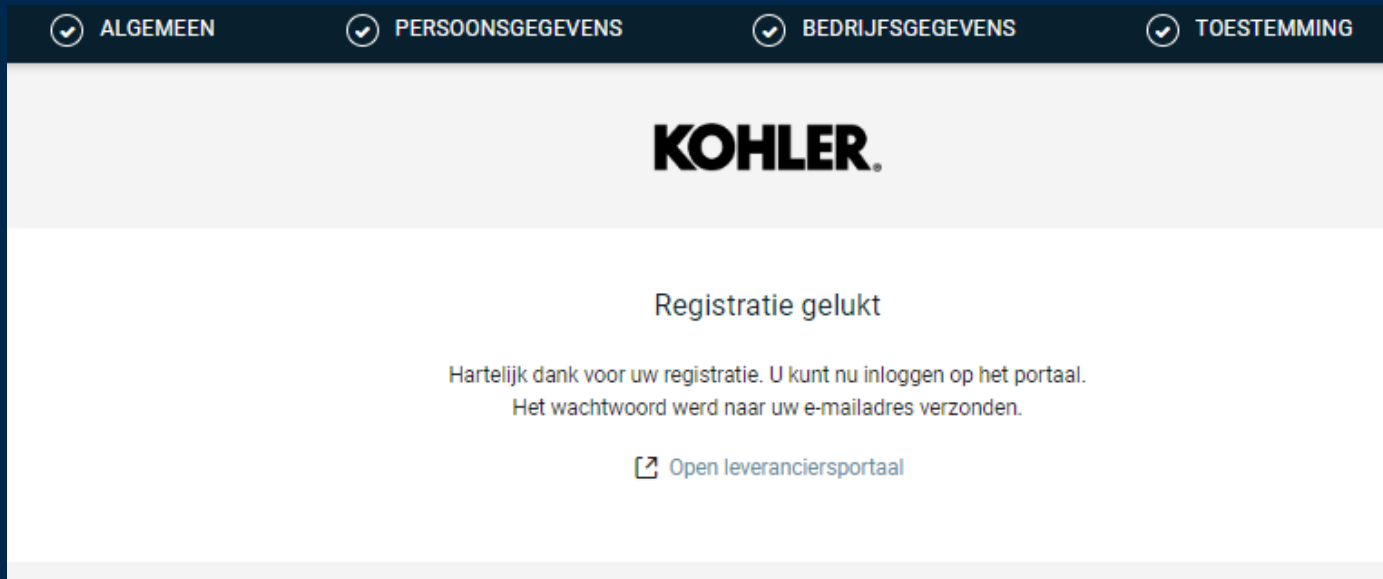 ALGEMEEN
PERSOONSGEGEVENS
BEDRIJFSGEGEVENS
TOESTEMMING
KOHLER®
Registratie gelukt
Hartelijk dank voor uw registratie. U kunt nu inloggen op het portaal.
Het wachtwoord werd naar uw e-mailadres verzonden.
Open leveranciersportaal